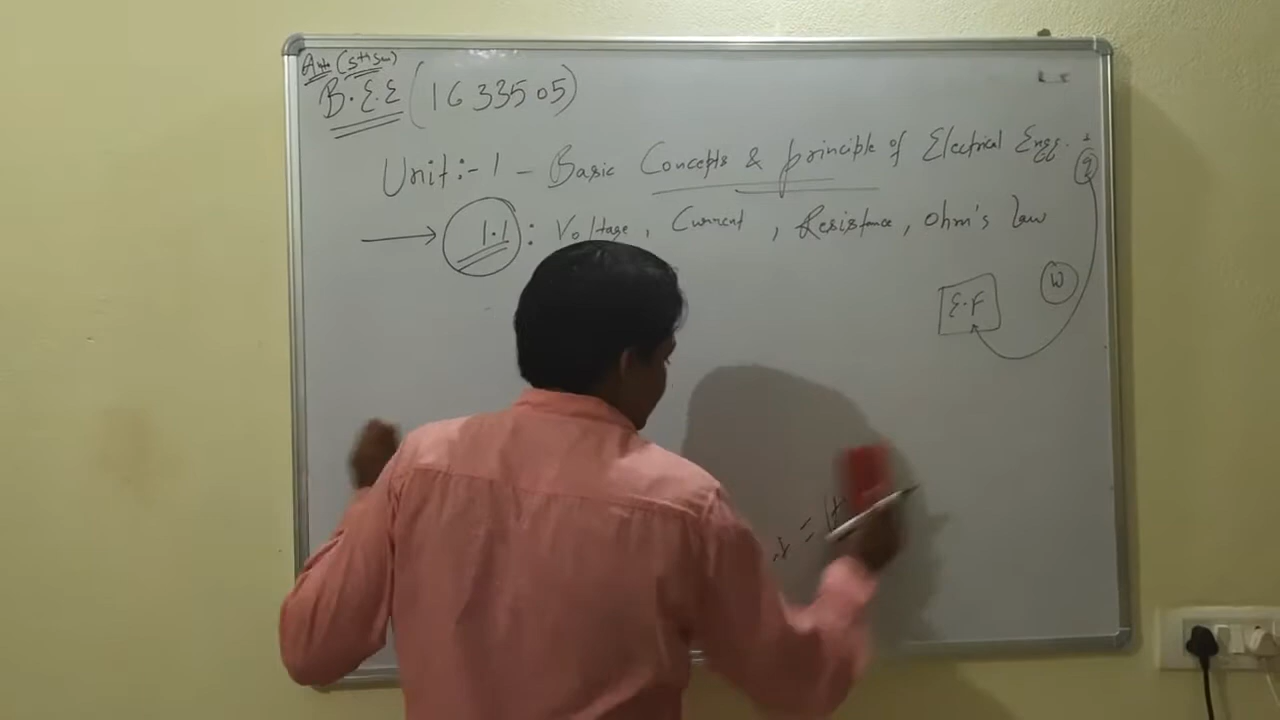 Auto (5th Sem)
B.E.E (1633505)
Unit:-1 - Basic Concepts & principle of Electrical Engg.
q
→ 1.1 : Voltage, Current, Resistance, Ohm's law
W
E.F
=